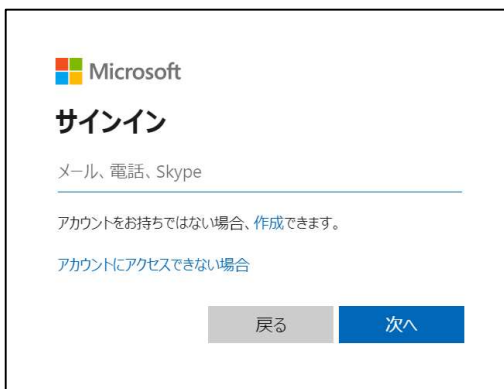 Microsoft
サインイン
メール、電話、Skype
アカウントをお持ちではない場合、作成できます。
アカウントにアクセスできない場合
戻る
次へ